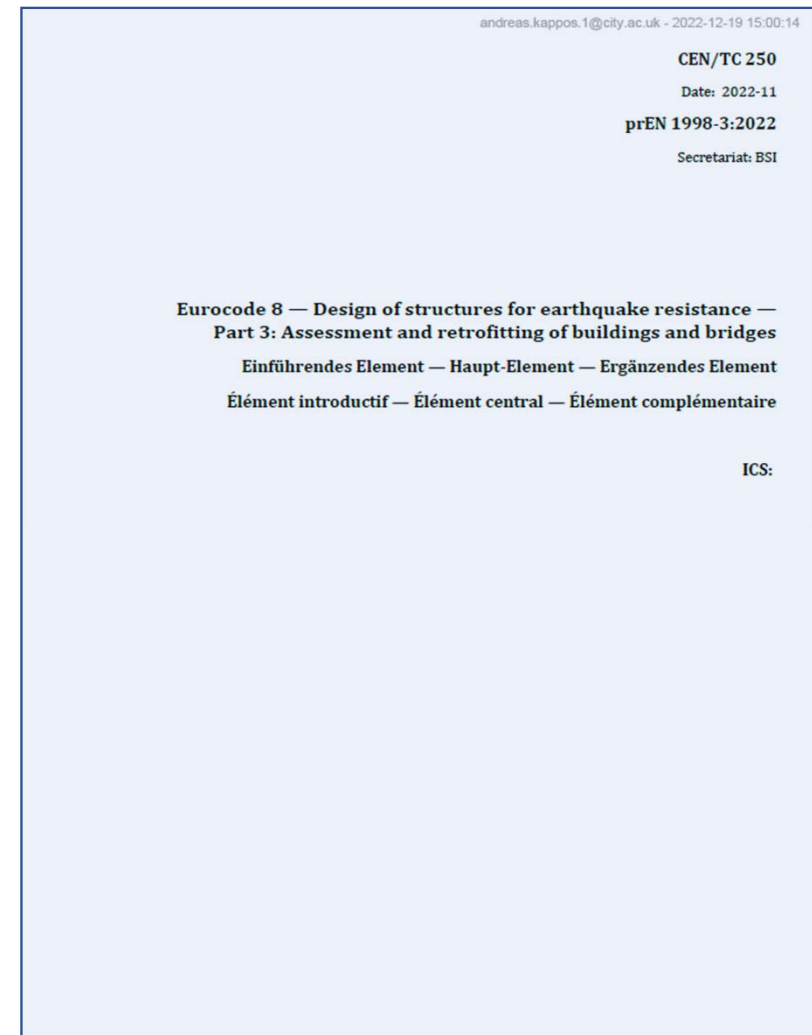 andreas.kappos.1@city.ac.uk - 2022-12-19 15:00:14
CEN/TC 250
Date: 2022-11
prEN 1998-3:2022
Secretariat: BSI
Eurocode 8 — Design of structures for earthquake resistance —
Part 3: Assessment and retrofitting of buildings and bridges
Einführendes Element — Haupt-Element — Ergänzendes Element
Élément introductif — Élément central — Élément complémentaire
ICS: